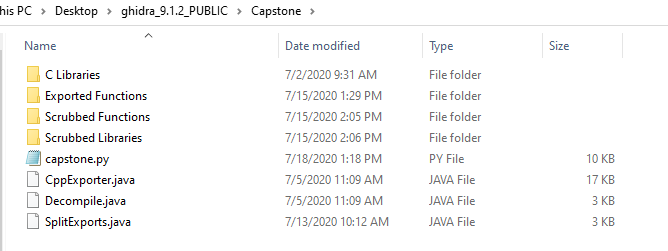 his PC > Desktop > ghidra_9.1.2_PUBLIC > Capstone >
Name Date modified Type Size
C Libraries 7/2/2020 9:31 AM File folder
Exported Functions 7/15/2020 1:29 PM File folder
Scrubbed Functions 7/15/2020 2:05 PM File folder
Scrubbed Libraries 7/15/2020 2:06 PM File folder
capstone.py 7/18/2020 1:18 PM PY File 10 KB
CppExporter.java 7/5/2020 11:09 AM JAVA File 17 KB
Decompile.java 7/5/2020 11:09 AM JAVA File 3 KB
SplitExports.java 7/13/2020 10:12 AM JAVA File 3 KB